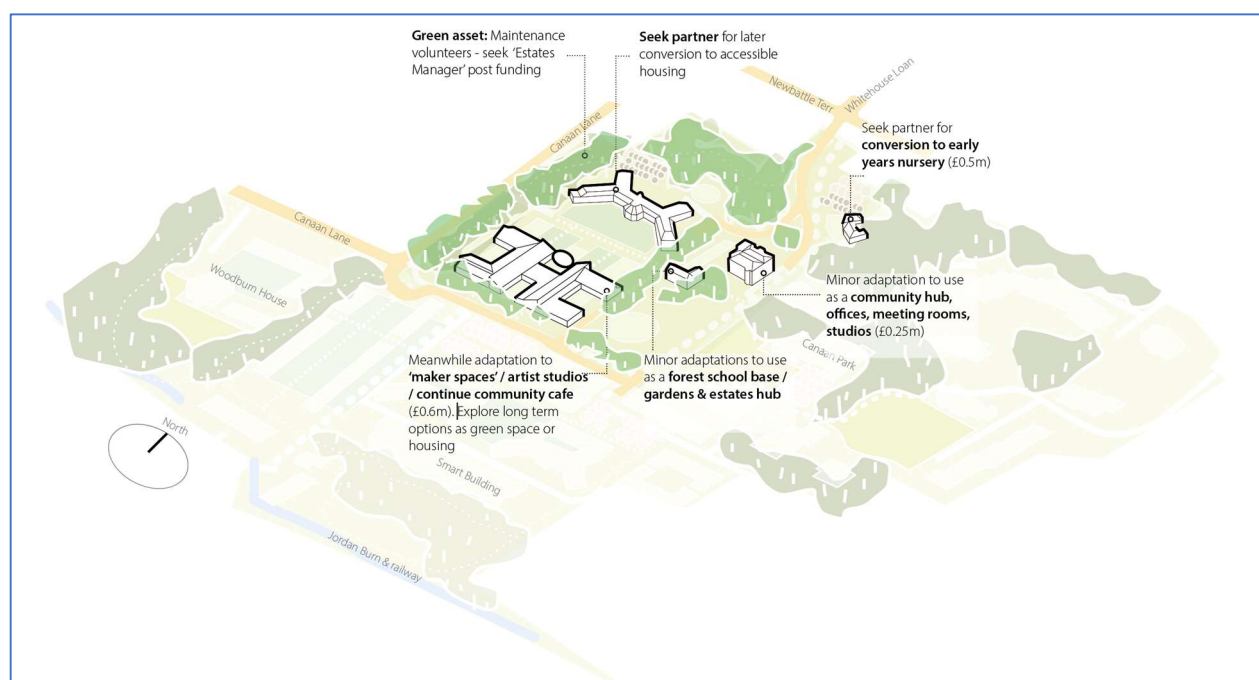 Green asset: Maintenance
volunteers - seek ‘Estates
Manager’ post funding
Seek partner for later
conversion to accessible
housing
Newbattle Terr
Whitehouse Loan
Canaan Lane
Seek partner for
conversion to early
years nursery (£0.5m)
Canaan Lane
Woodburn House
Minor adaptation to use
as a community hub,
offices, meeting rooms,
studios (£0.25m)
Canaan Park
Meanwhile adaptation to
‘maker spaces’ / artist studios
/ continue community cafe
(£0.6m). Explore long term
options as green space or
housing
Minor adaptations to use
as a forest school base /
gardens & estates hub
North
Smart Building
Jordan Burn & railway